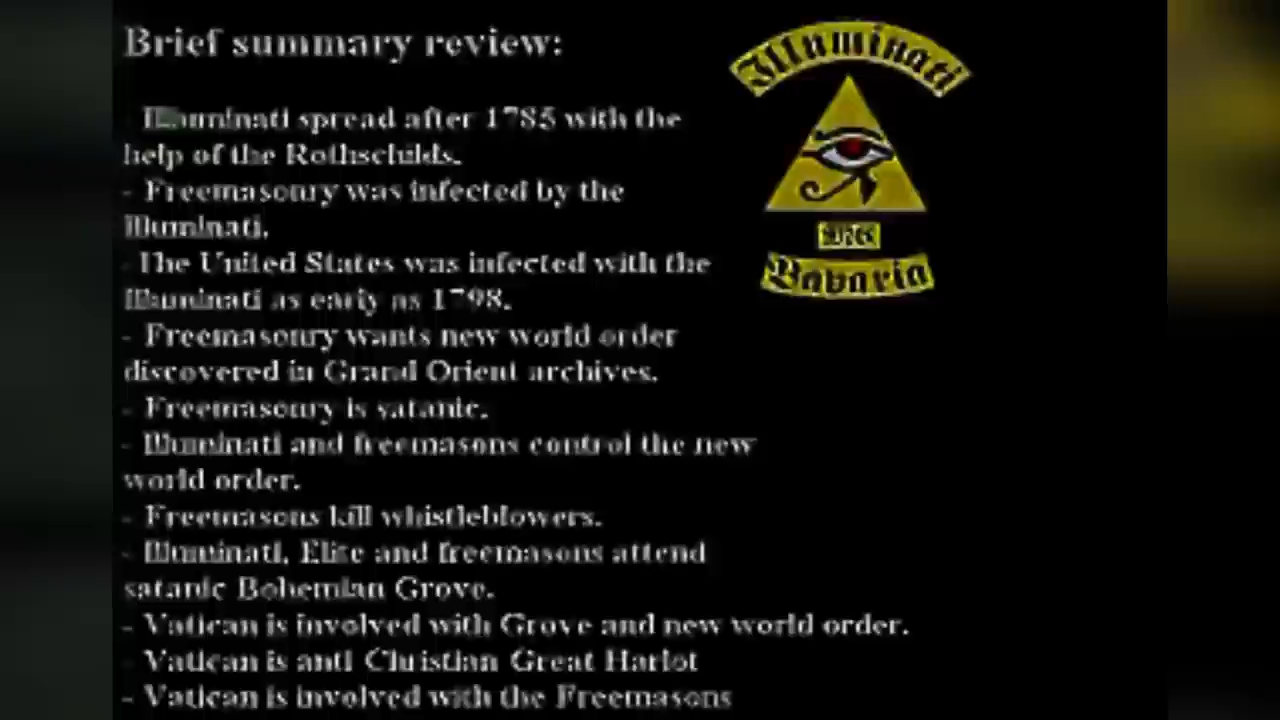 Brief summary review:
Illuminati
- Illuminati spread after 1785 with the
help of the Rothschilds.
- Freemasonry was infected by the
Illuminati.
- The United States was infected with the
Illuminati as early as 1798.
- Freemasonry wants new world order
discovered in Grand Orient archives.
- Freemasonry is satanic.
- Illuminati and freemasons control the new
world order.
- Freemasons kill whistleblowers.
- Illuminati, Elite and freemasons attend
satanic Bohemian Grove.
- Vatican is involved with Grove and new world order.
- Vatican is anti Christian Great Harlot
- Vatican is involved with the Freemasons
Bavaria